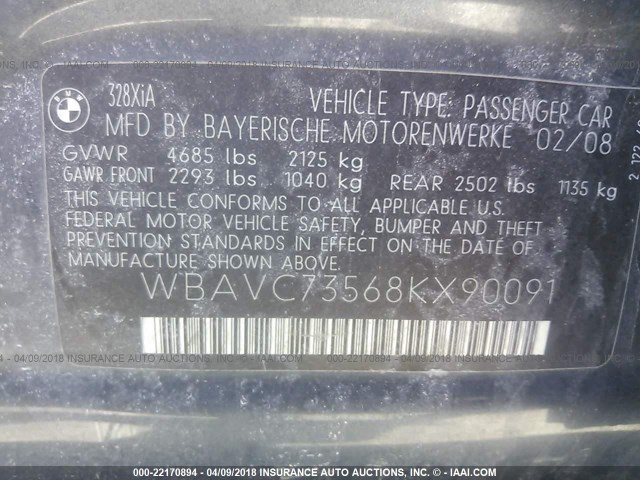 BMW
328XiA
VEHICLE TYPE: PASSENGER CAR
MFD BY BAYERISCHE MOTORENWERKE 02/08
GVWR 4685 lbs 2125 kg
GAWR FRONT 2293 lbs 1040 kg REAR 2502 lbs 1135 kg
THIS VEHICLE CONFORMS TO ALL APPLICABLE U.S.
FEDERAL MOTOR VEHICLE SAFETY, BUMPER AND THEFT
PREVENTION STANDARDS IN EFFECT ON THE DATE OF
MANUFACTURE SHOWN ABOVE.
WBAVC73568KX90091
000-22170894 - 04/09/2018 - INSURANCE AUTO AUCTIONS - © IAAI.COM